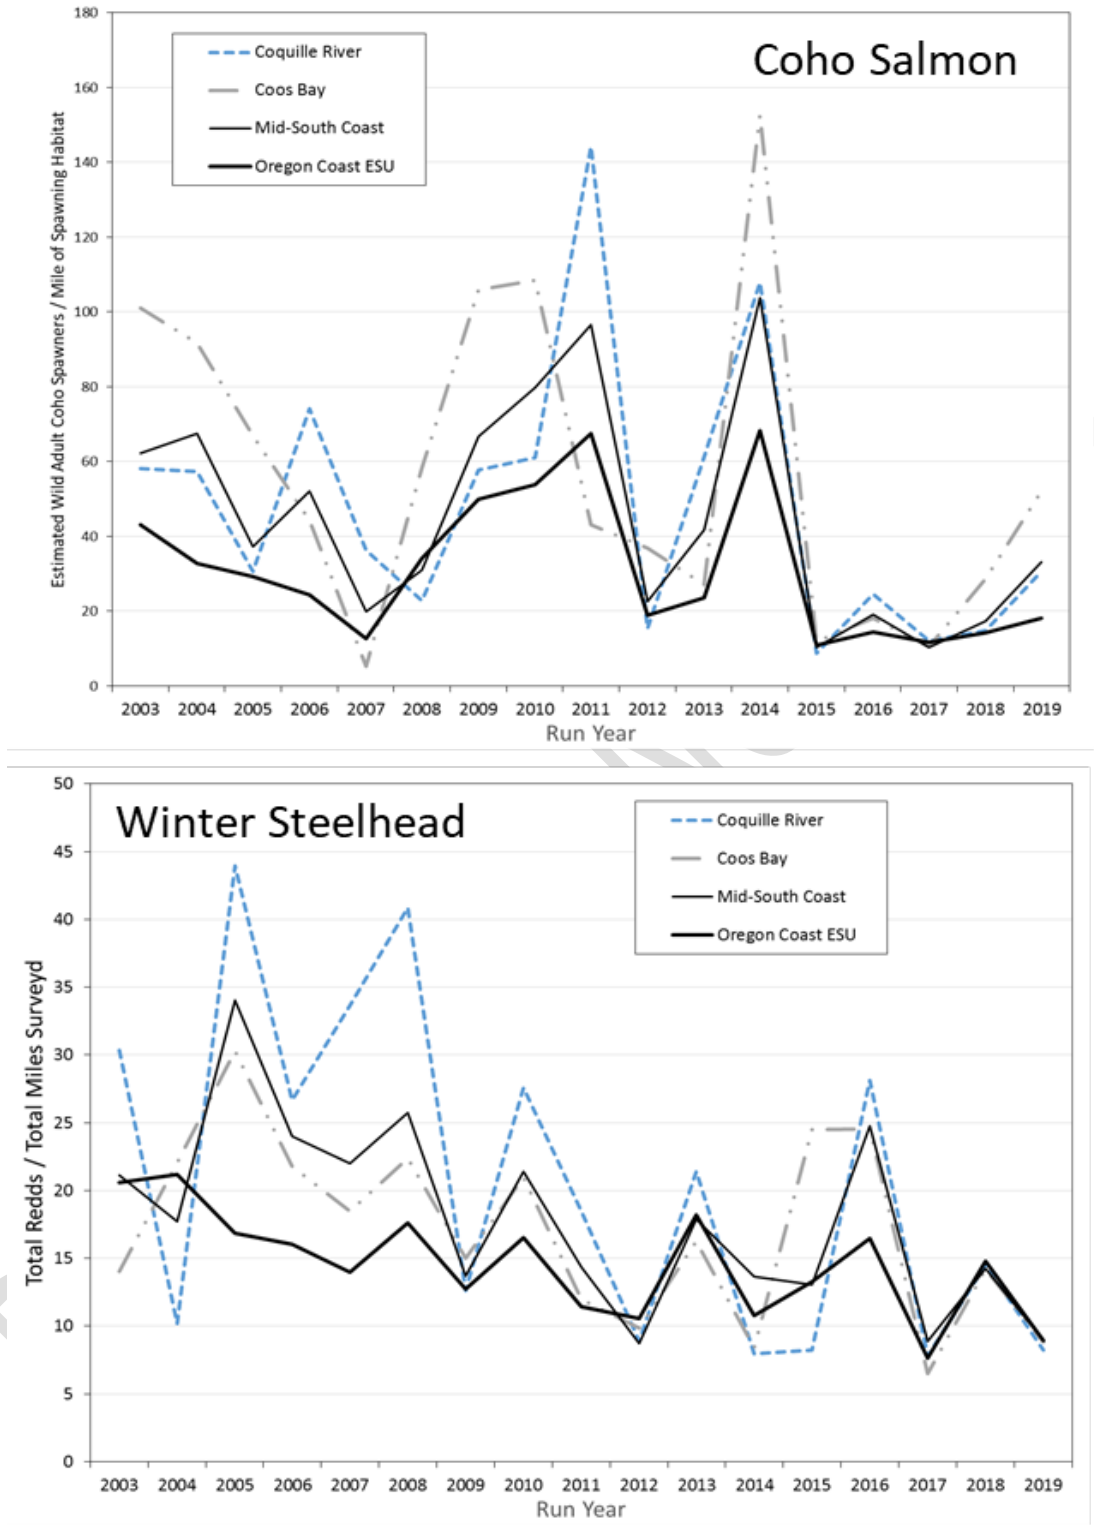 Coho Salmon
Coquille River
Coos Bay
Mid-South Coast
Oregon Coast ESU
Estimated Wild Adult Coho Spawners / Mile of Spawning Habitat
180
160
140
120
100
80
60
40
20
0
2003 2004 2005 2006 2007 2008 2009 2010 2011 2012 2013 2014 2015 2016 2017 2018 2019
Run Year
Winter Steelhead
Coquille River
Coos Bay
Mid-South Coast
Oregon Coast ESU
Total Redds / Total Miles Surveyd
50
45
40
35
30
25
20
15
10
5
0
2003 2004 2005 2006 2007 2008 2009 2010 2011 2012 2013 2014 2015 2016 2017 2018 2019
Run Year